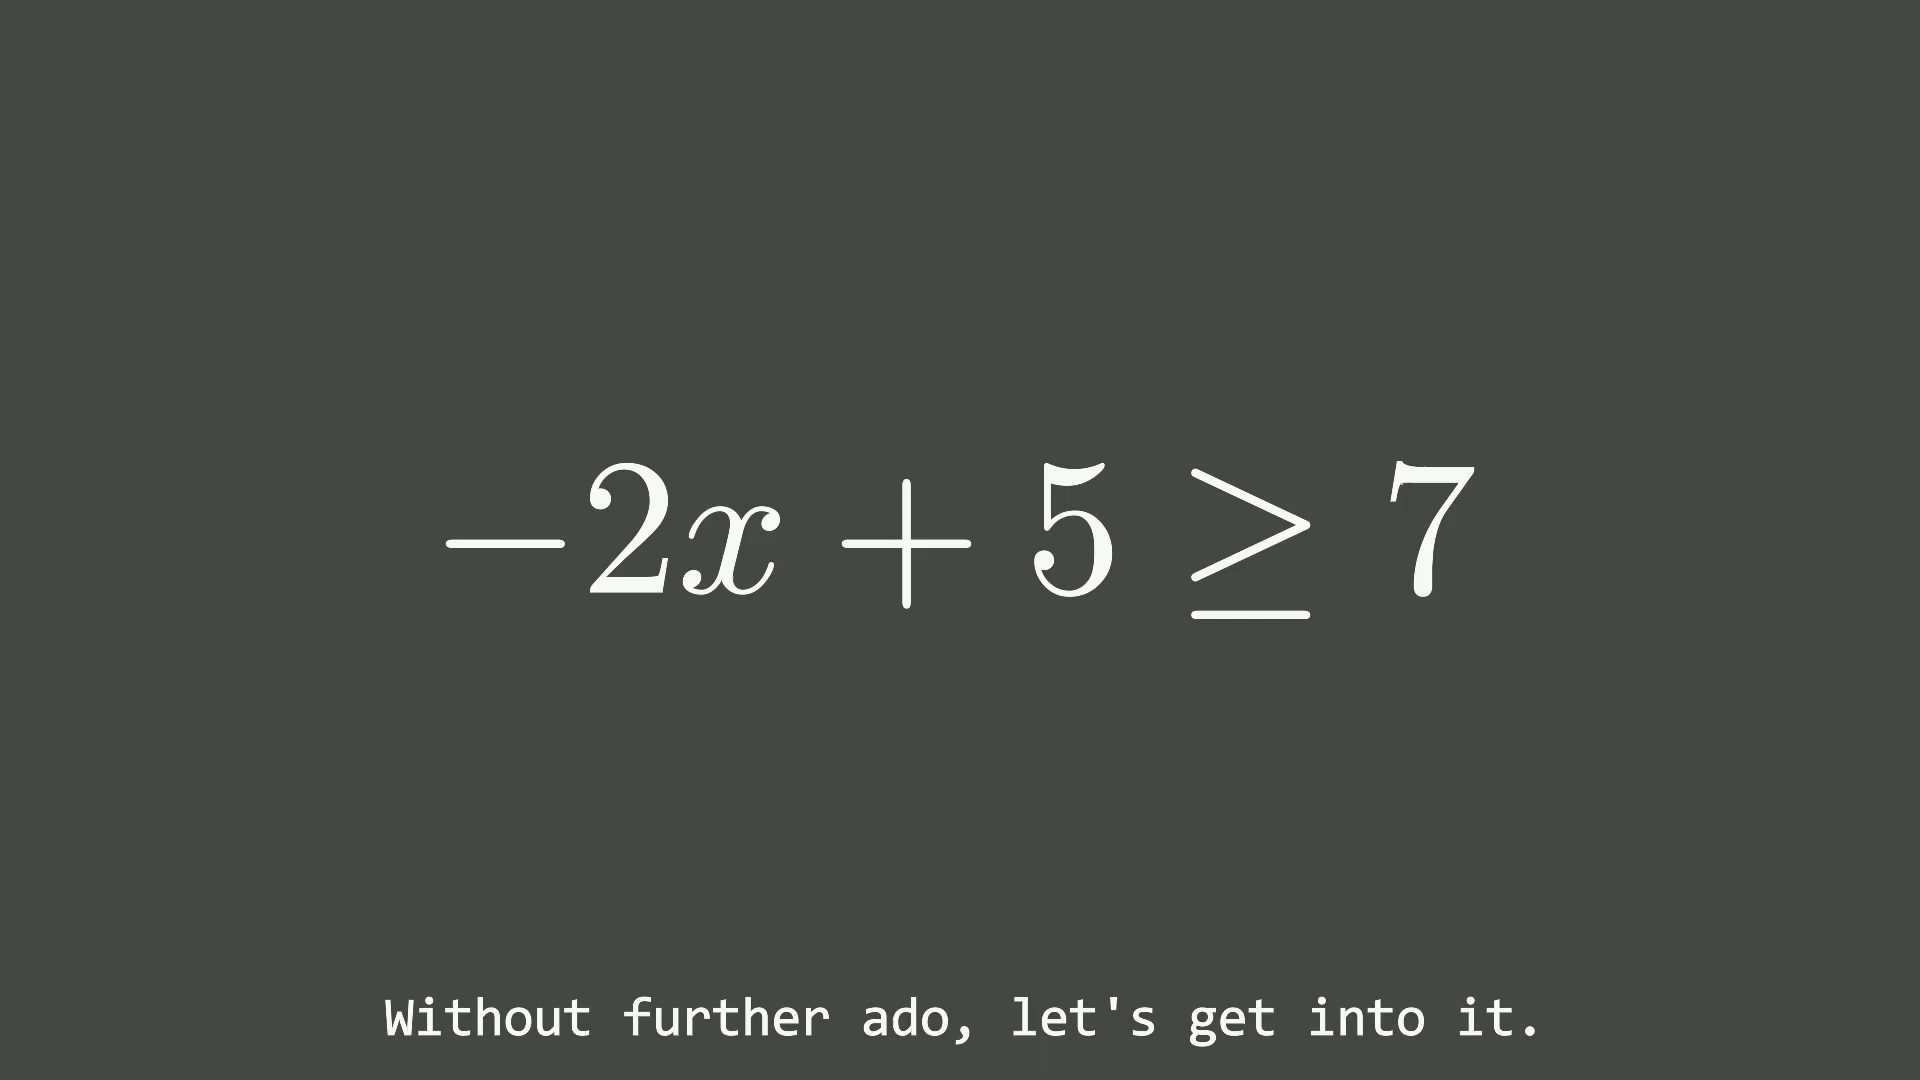 −2x + 5 ≥ 7
Without further ado, let's get into it.